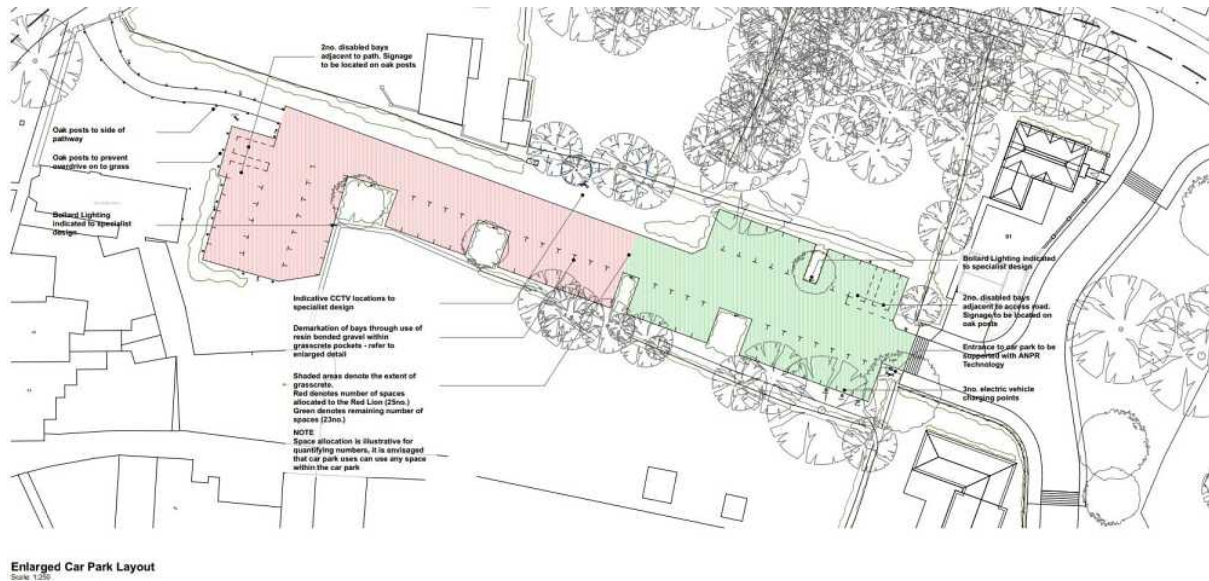 2no. disabled bays
adjacent to path. Signage
to be located on oak posts
Oak posts to side of
pathway
Oak posts to prevent
overdrive on to grass
Bollard Lighting
indicated to specialist
design
Indicative CCTV locations to
specialist design
Demarkation of bays through use of
resin bonded gravel within
grasscrete pockets - refer to
enlarged detail
Shaded areas denote the extent of
grasscrete.
Red denotes number of spaces
allocated to the Red Lion (25no.)
Green denotes remaining number of
spaces (23no.)
NOTE
Space allocation is illustrative for
quantifying numbers, it is envisaged
that car park uses can use any space
within the car park
Bollard Lighting indicated
to specialist design
2no. disabled bays
adjacent to access road.
Signage to be located on
oak posts
Entrance to car park to be
supported with ANPR
Technology
3no. electric vehicle
charging points
Enlarged Car Park Layout
Scale 1:250